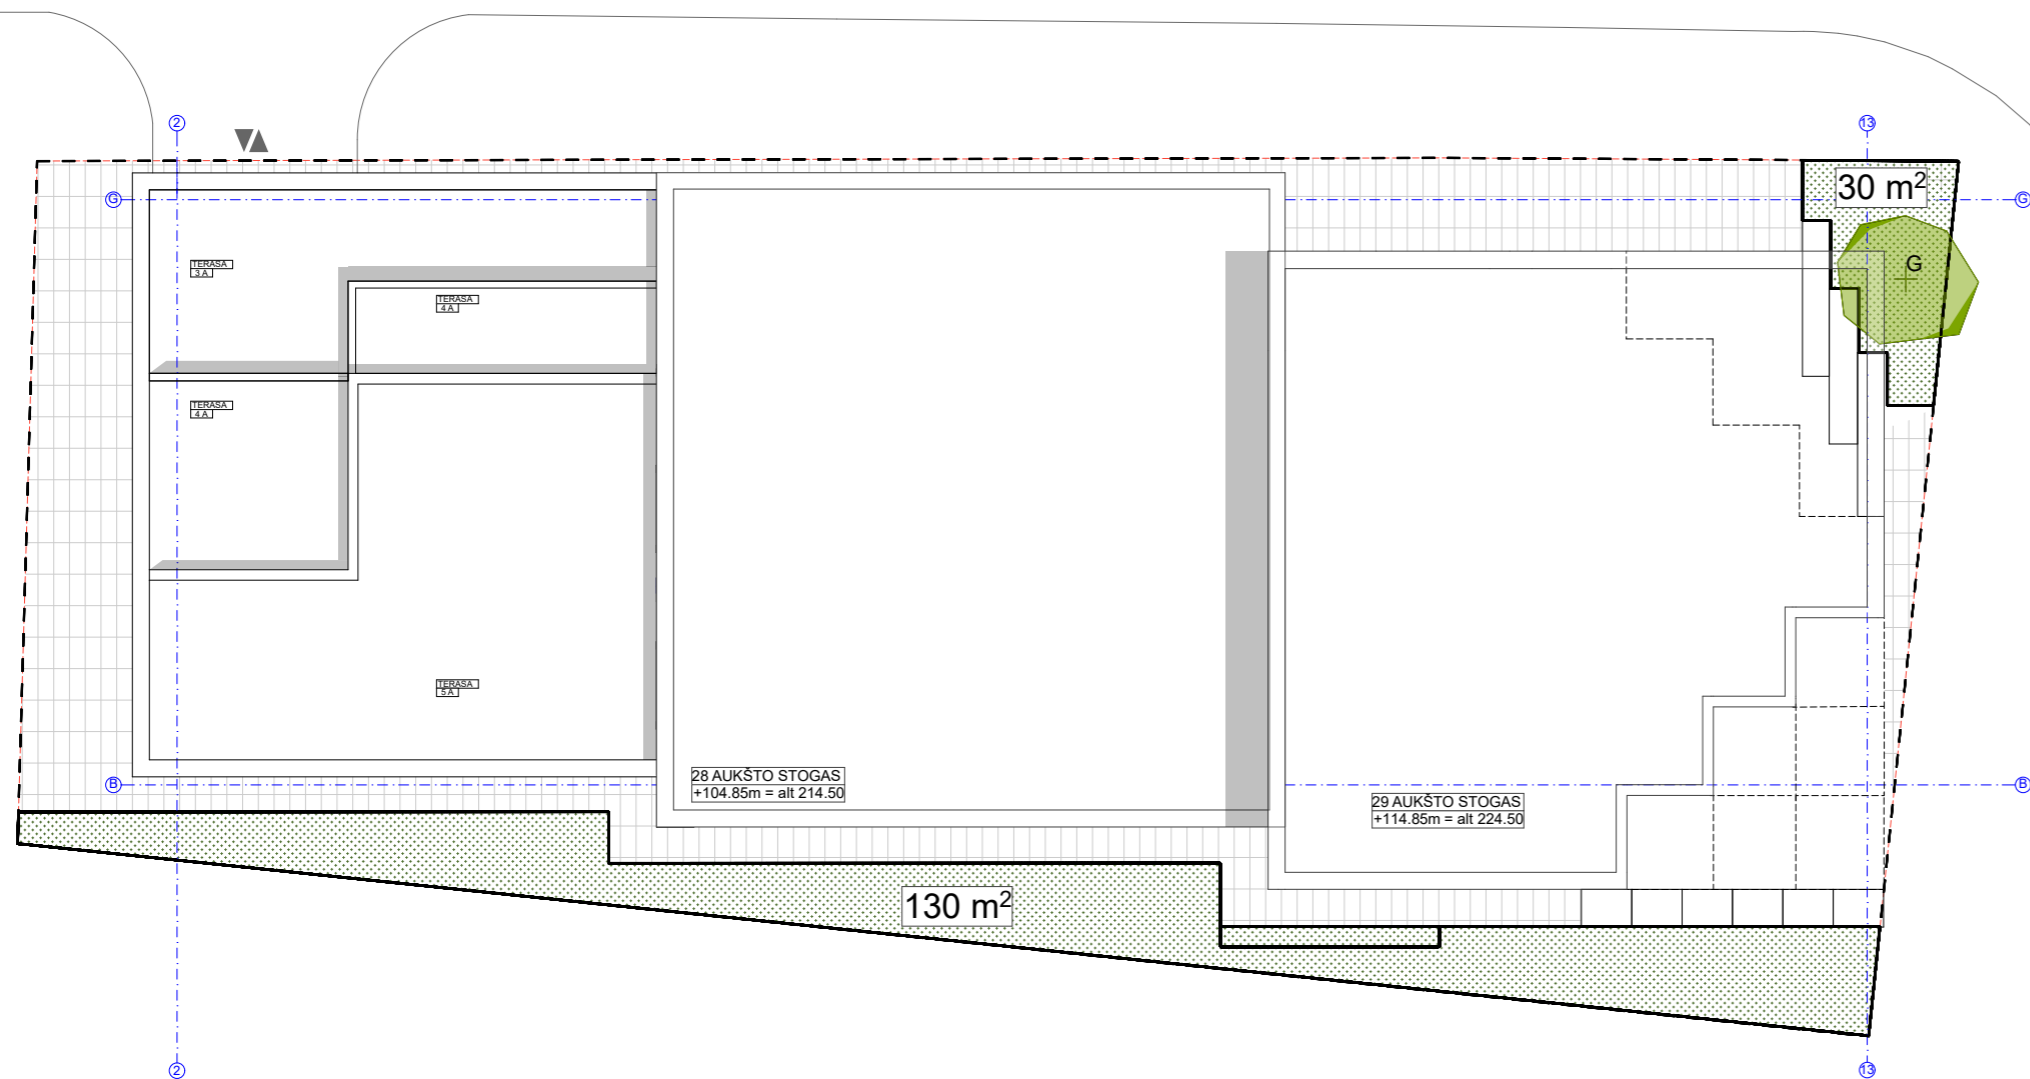 2
13
30 m²
G
G
G
TERASA
3 A
TERASA
4 A
TERASA
4 A
TERASA
5 A
28 AUKŠTO STOGAS
+104.85m = alt 214.50
B
B
29 AUKŠTO STOGAS
+114.85m = alt 224.50
130 m²
2
13